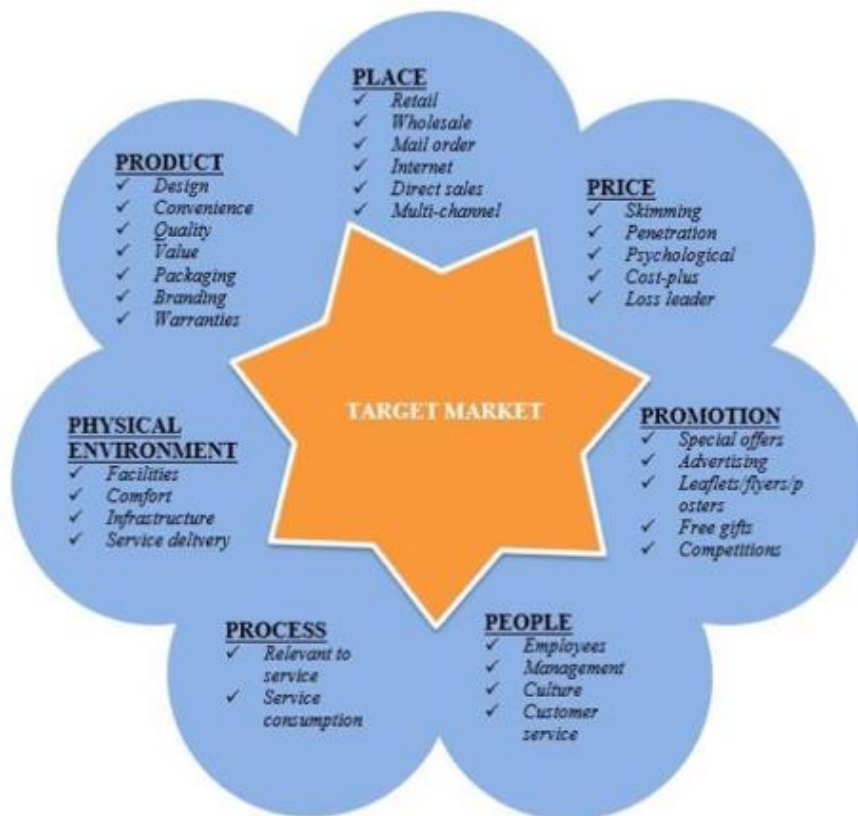 PLACE
✓ Retail
✓ Wholesale
✓ Mail order
✓ Internet
✓ Direct sales
✓ Multi-channel
PRICE
✓ Skimming
✓ Penetration
✓ Psychological
✓ Cost-plus
✓ Loss leader
PROMOTION
✓ Special offers
✓ Advertising
✓ Leaflets/flyers/p
osters
✓ Free gifts
✓ Competitions
PEOPLE
✓ Employees
✓ Management
✓ Culture
✓ Customer
service
PROCESS
✓ Relevant to
service
✓ Service
consumption
PHYSICAL
ENVIRONMENT
✓ Facilities
✓ Comfort
✓ Infrastructure
✓ Service delivery
PRODUCT
✓ Design
✓ Convenience
✓ Quality
✓ Value
✓ Packaging
✓ Branding
✓ Warranties
TARGET MARKET